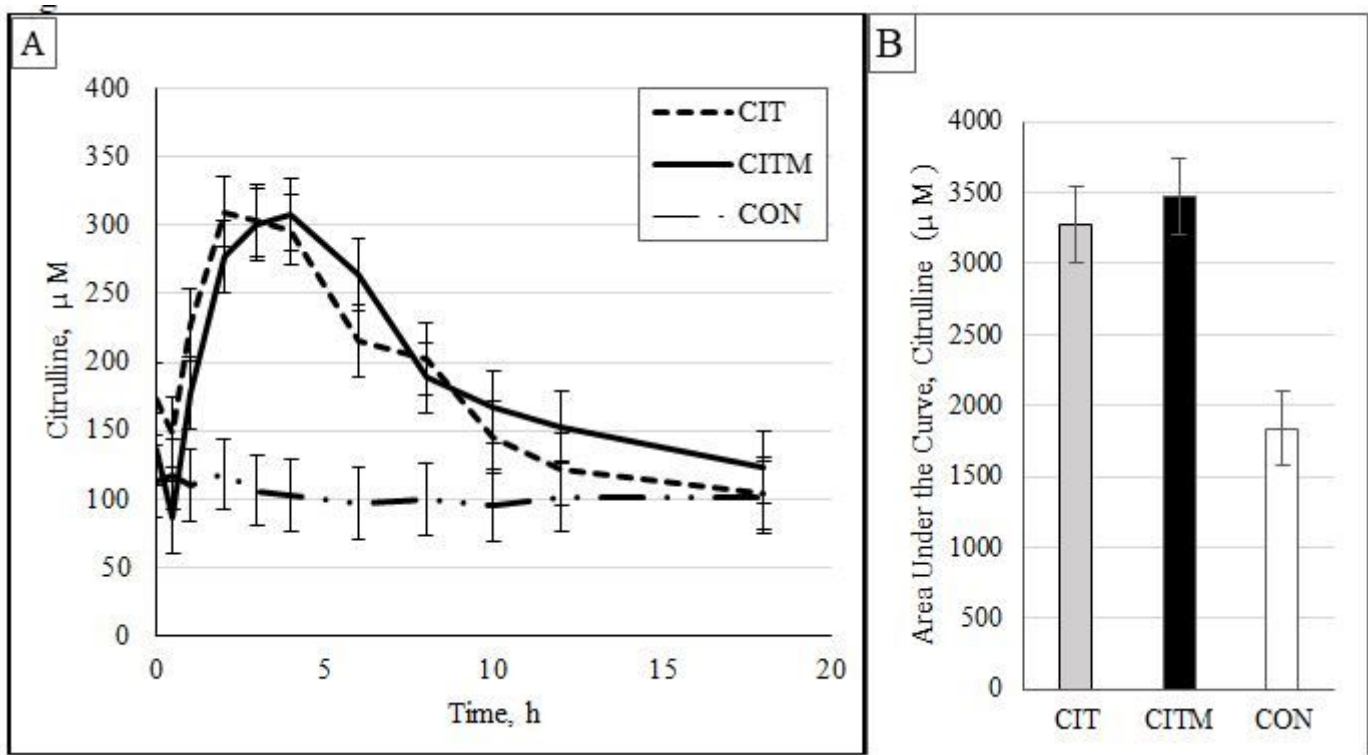 A
400
350
300
250
200
150
100
50
0
Citrulline, μ M
0 5 10 15 20
Time, h
CIT
CITM
CON
B
4000
3500
3000
2500
2000
1500
1000
500
0
Area Under the Curve, Citrulline (μ M )
CIT CITM CON